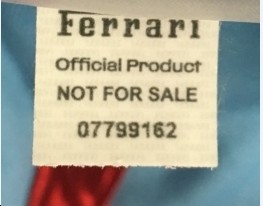 Ferrari
Official Product
NOT FOR SALE
07799162